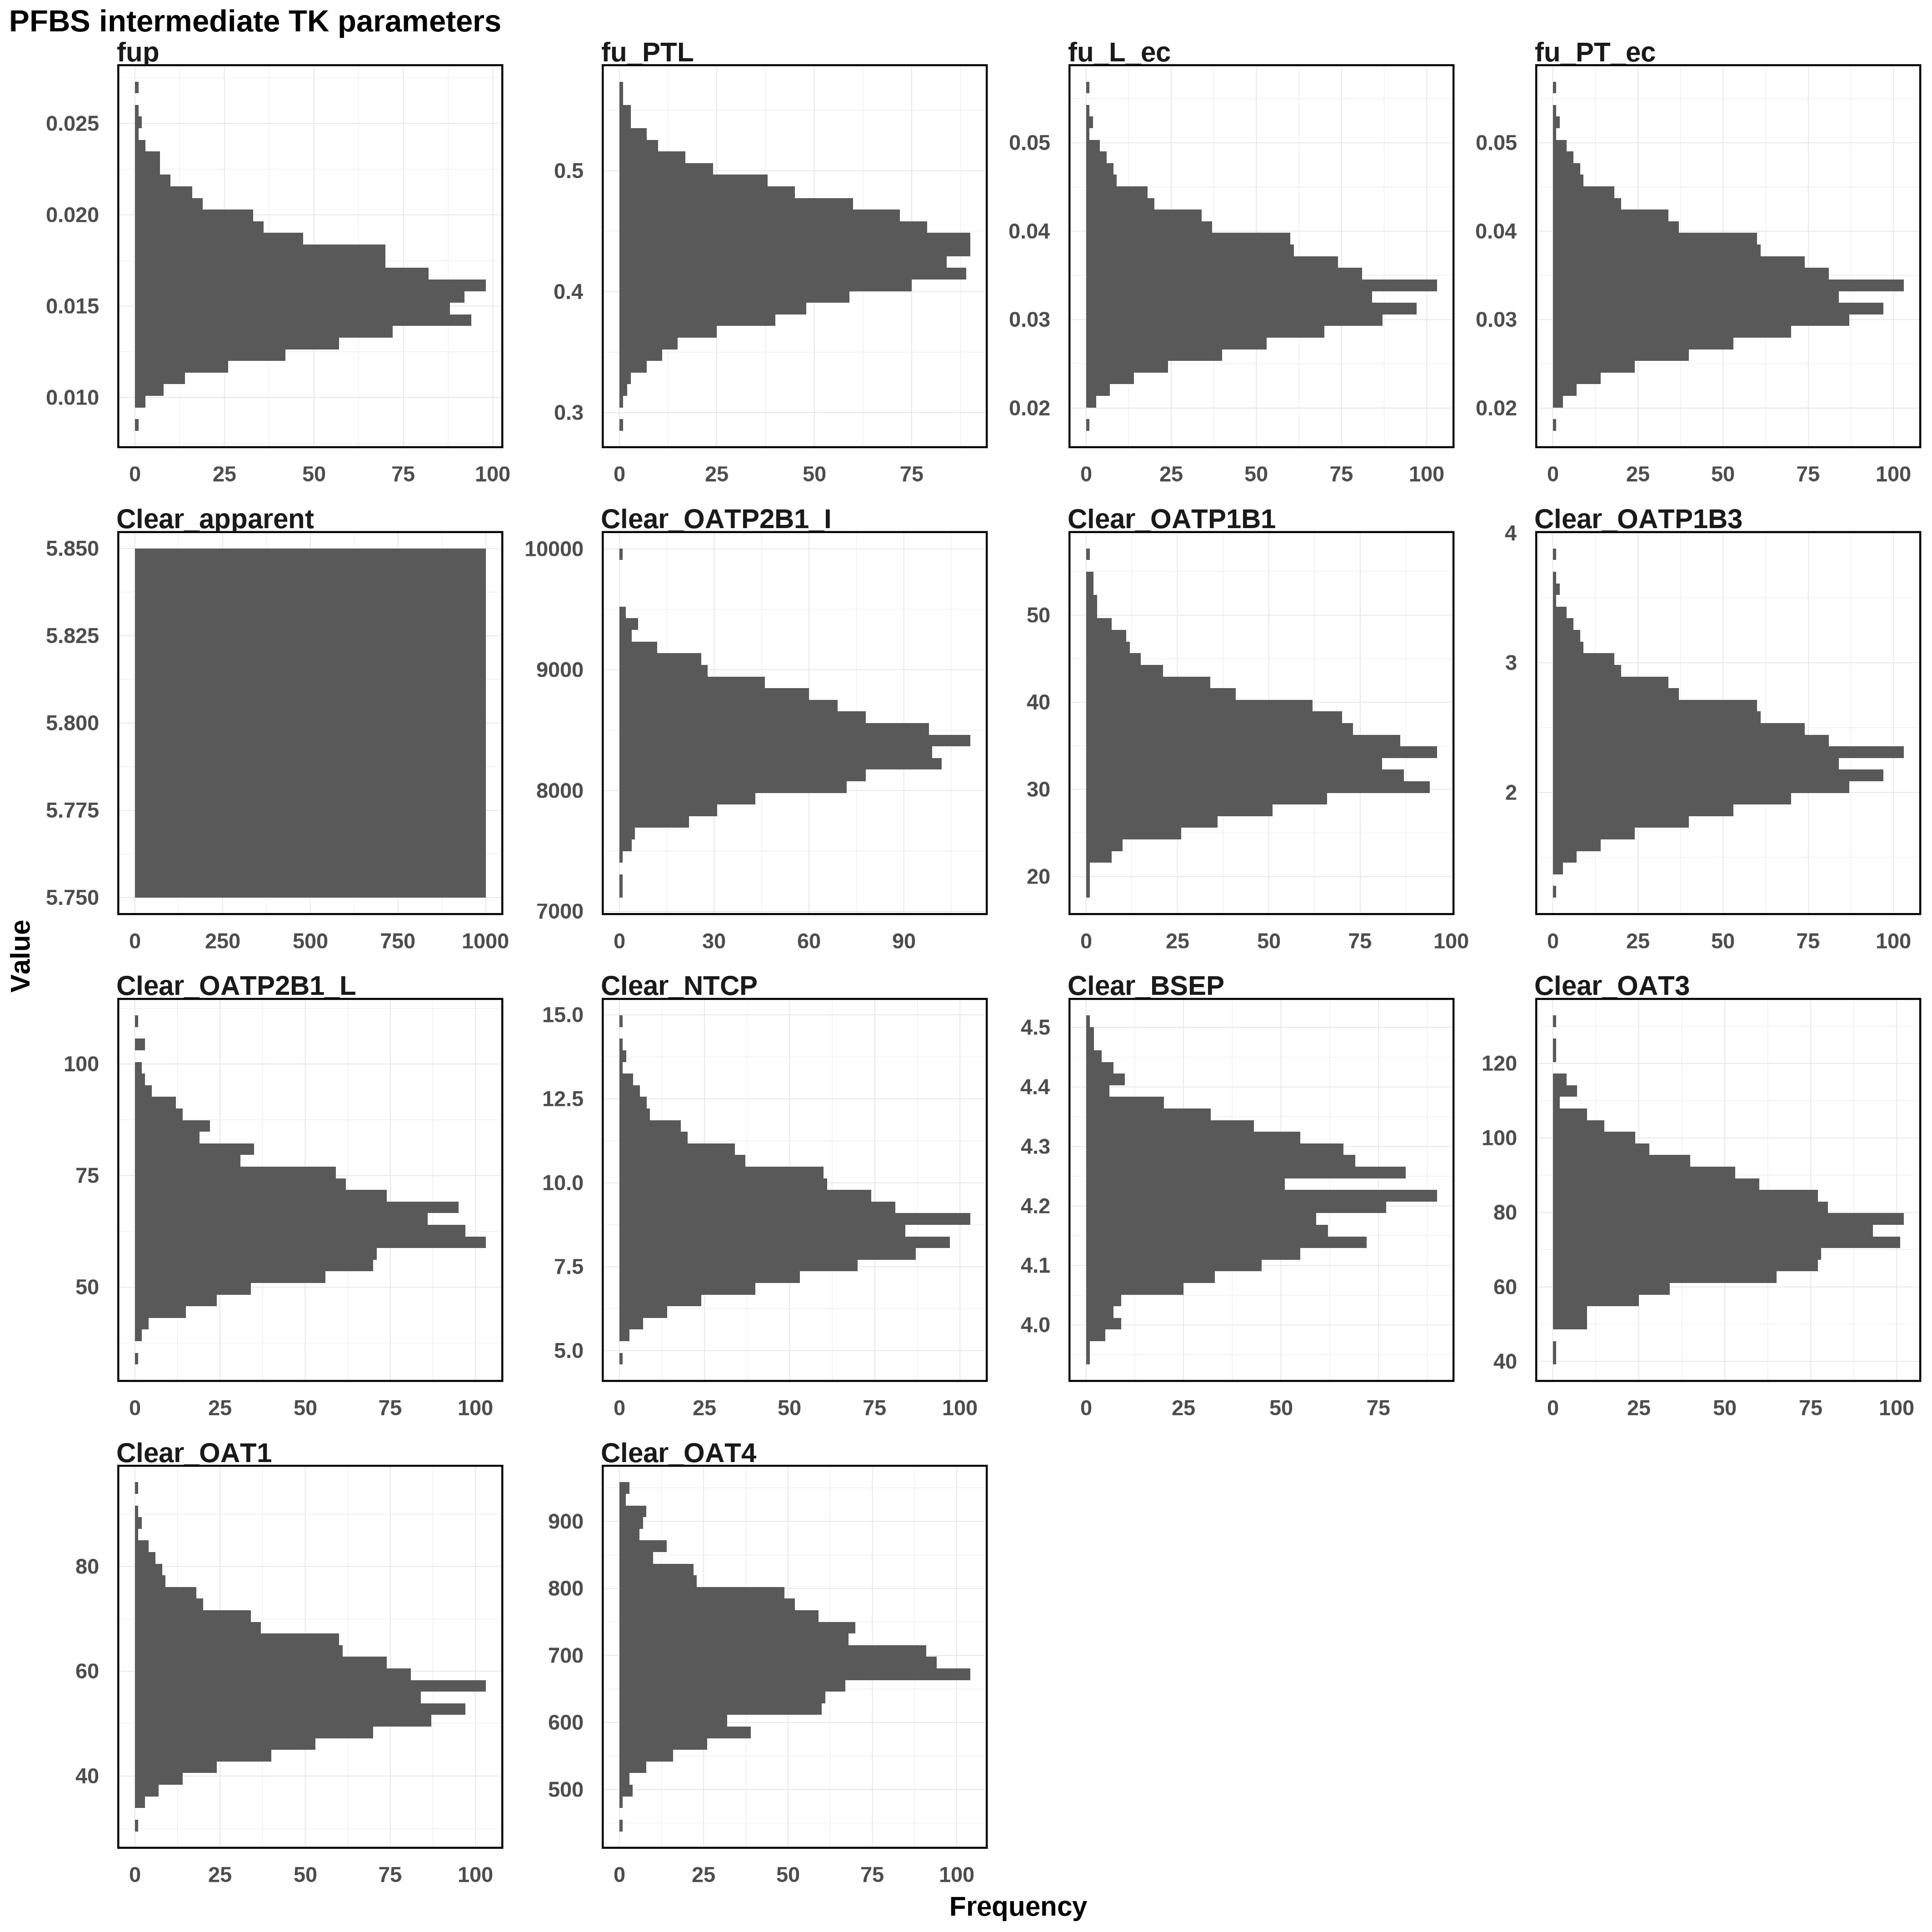 PFBS intermediate TK parameters
fup
fu_PTL
fu_L_ec
fu_PT_ec
0.025
0.020
0.015
0.010
0.5
0.4
0.3
0.05
0.04
0.03
0.02
0.05
0.04
0.03
0.02
0 25 50 75 100
0 25 50 75
0 25 50 75 100
0 25 50 75 100
Clear_apparent
Clear_OATP2B1_I
Clear_OATP1B1
Clear_OATP1B3
5.850
5.825
5.800
5.775
5.750
10000
9000
8000
7000
50
40
30
20
4
3
2
0 250 500 750 1000
0 30 60 90
0 25 50 75 100
0 25 50 75 100
Value
Clear_OATP2B1_L
Clear_NTCP
Clear_BSEP
Clear_OAT3
100
75
50
15.0
12.5
10.0
7.5
5.0
4.5
4.4
4.3
4.2
4.1
4.0
120
100
80
60
40
0 25 50 75 100
0 25 50 75 100
0 25 50 75
0 25 50 75 100
Clear_OAT1
Clear_OAT4
80
60
40
900
800
700
600
500
0 25 50 75 100
0 25 50 75 100
Frequency